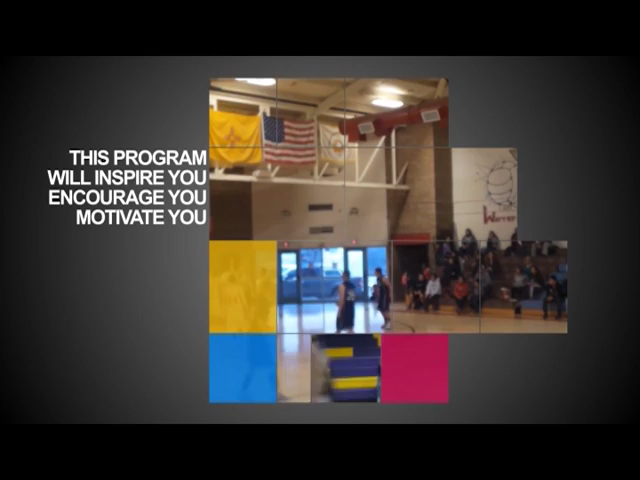 THIS PROGRAM
WILL INSPIRE YOU
ENCOURAGE YOU
MOTIVATE YOU